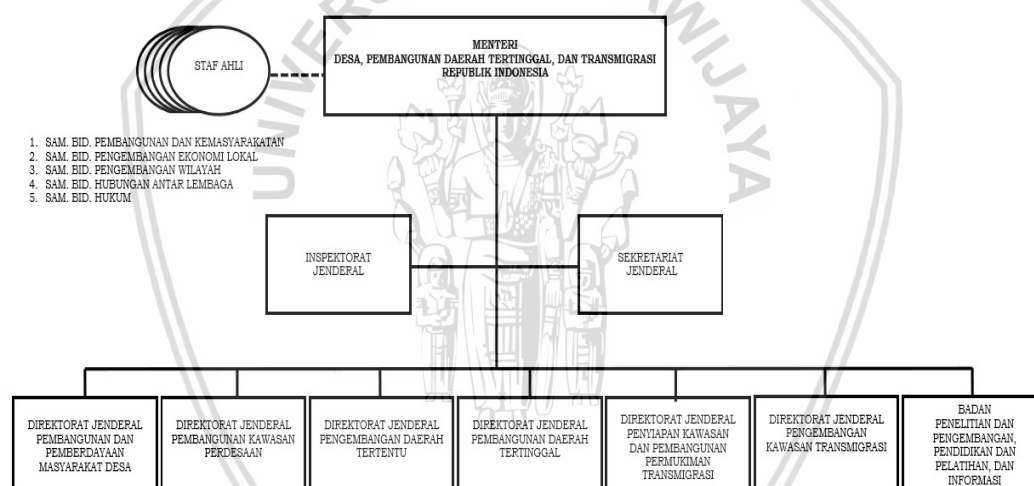 UNIVERSITAS BRAWIJAYA
STAF AHLI
MENTERI
DESA, PEMBANGUNAN DAERAH TERTINGGAL, DAN TRANSMIGRASI
REPUBLIK INDONESIA
1. SAM. BID. PEMBANGUNAN DAN KEMASYARAKATAN
2. SAM. BID. PENGEMBANGAN EKONOMI LOKAL
3. SAM. BID. PENGEMBANGAN WILAYAH
4. SAM. BID. HUBUNGAN ANTAR LEMBAGA
5. SAM. BID. HUKUM
INSPEKTORAT
JENDERAL
SEKRETARIAT
JENDERAL
DIREKTORAT JENDERAL
PEMBANGUNAN DAN
PEMBERDAYAAN
MASYARAKAT DESA
DIREKTORAT JENDERAL
PEMBANGUNAN KAWASAN
PERDESAAN
DIREKTORAT JENDERAL
PENGEMBANGAN DAERAH
TERTENTU
DIREKTORAT JENDERAL
PEMBANGUNAN DAERAH
TERTINGGAL
DIREKTORAT JENDERAL
PENYIAPAN KAWASAN
DAN PEMBANGUNAN
PERMUKIMAN
TRANSMIGRASI
DIREKTORAT JENDERAL
PENGEMBANGAN
KAWASAN TRANSMIGRASI
BADAN
PENELITIAN DAN
PENGEMBANGAN,
PENDIDIKAN DAN
PELATIHAN, DAN
INFORMASI